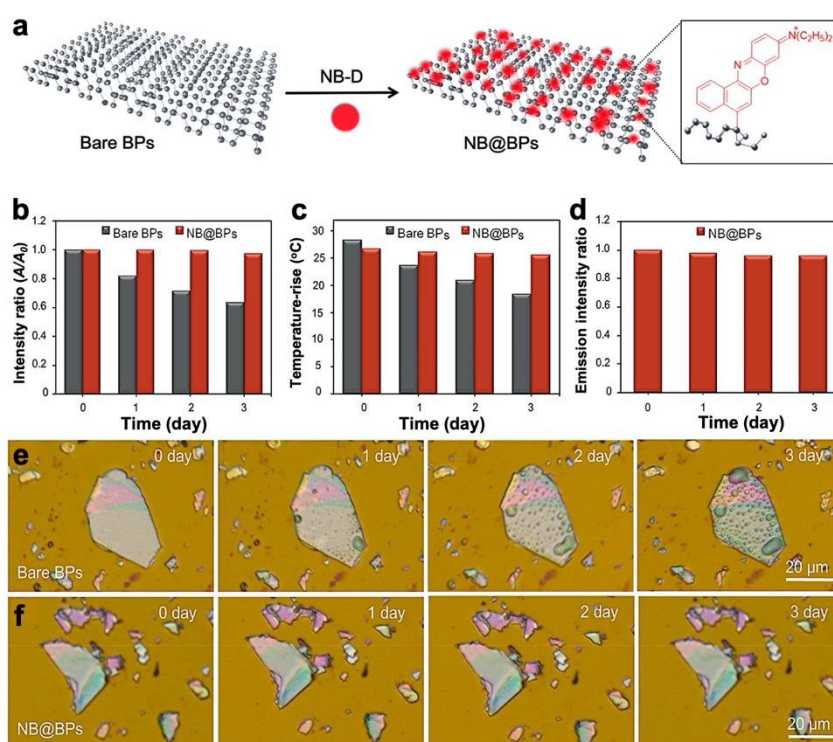 a
NB-D
Bare BPs
NB@BPs
N⁺(C₂H₅)₂
N
O
b
Bare BPs NB@BPs
Intensity ratio (A/A₀)
1.2
1.0
0.8
0.6
0.4
0.2
0
0 1 2 3
Time (day)
c
Bare BPs NB@BPs
Temperature-rise (°C)
30
25
20
15
10
5
0
0 1 2 3
Time (day)
d
NB@BPs
Emission intensity ratio
1.2
1.0
0.8
0.6
0.4
0.2
0
0 1 2 3
Time (day)
e
0 day
1 day
2 day
3 day
Bare BPs
20 µm
f
0 day
1 day
2 day
3 day
NB@BPs
20 µm